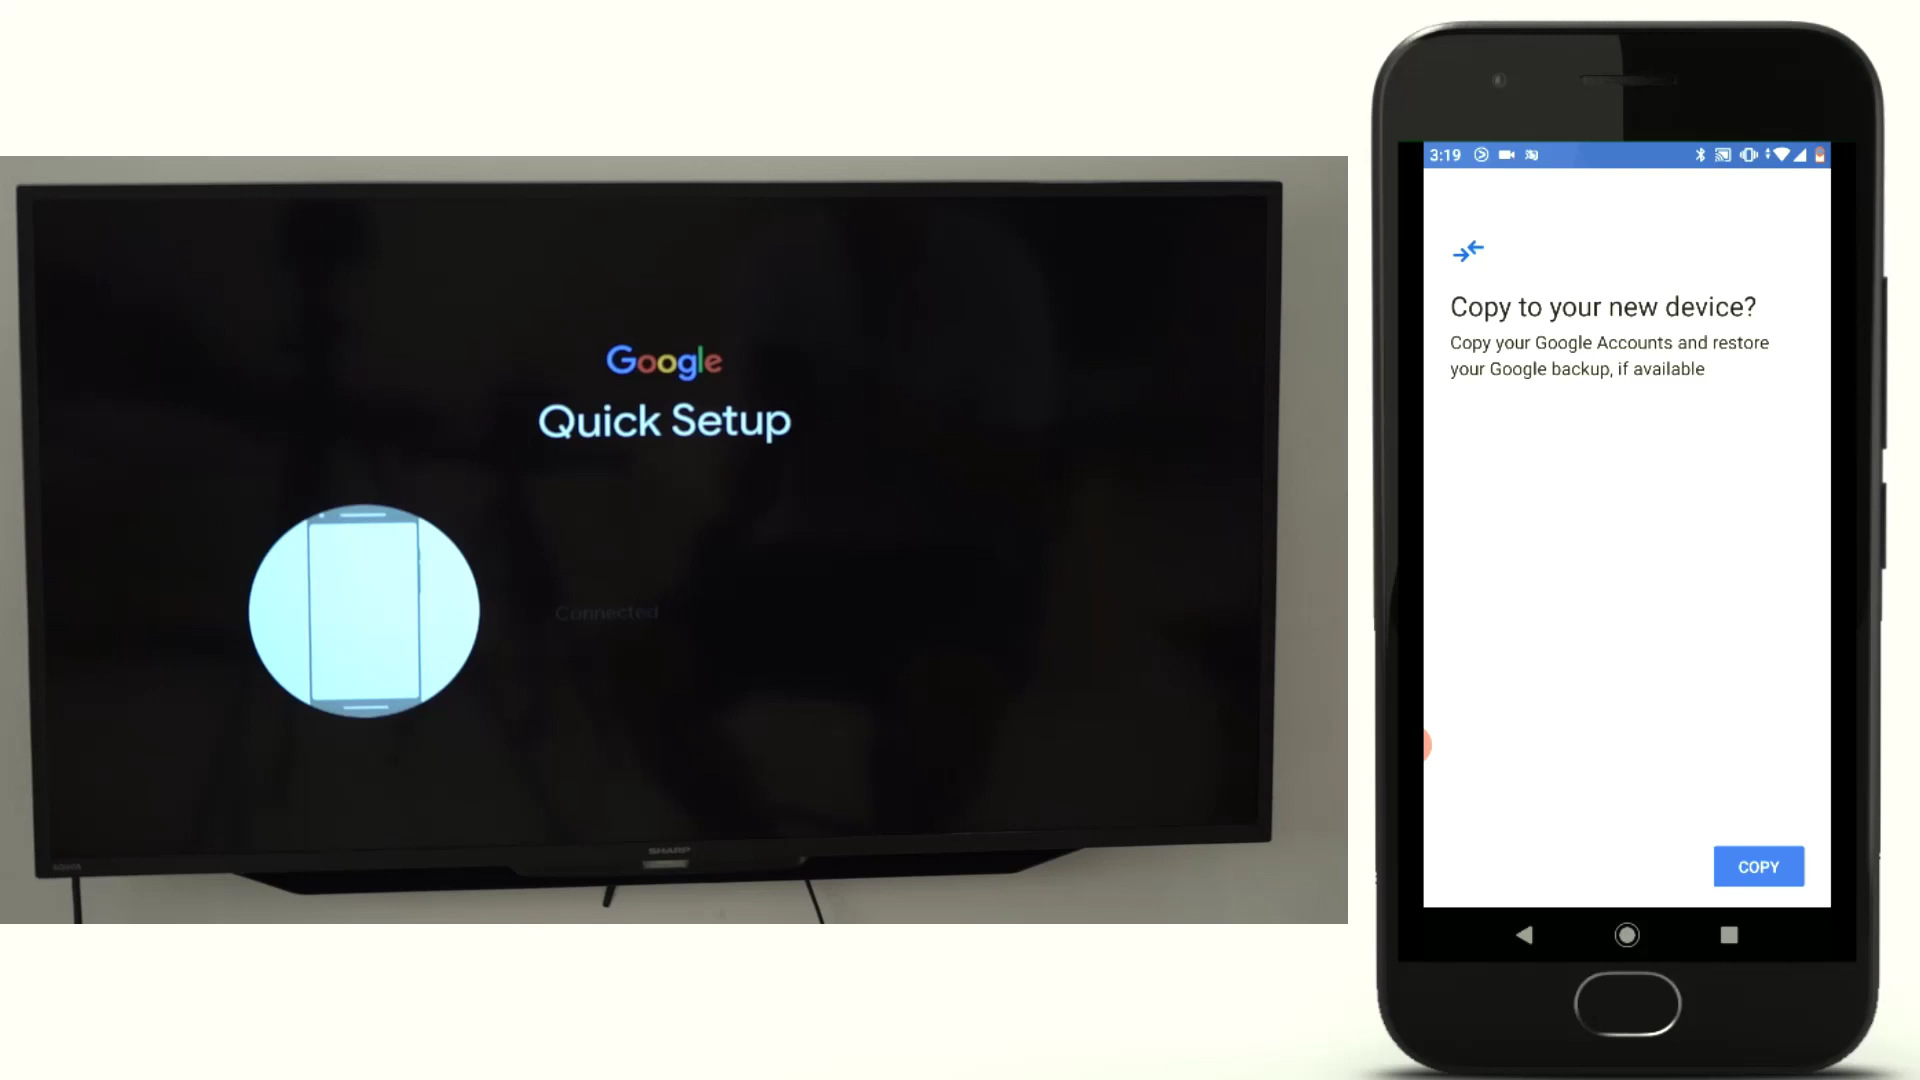 Google
Quick Setup
Connected
SHARP
3:19
Copy to your new device?
Copy your Google Accounts and restore
your Google backup, if available
COPY